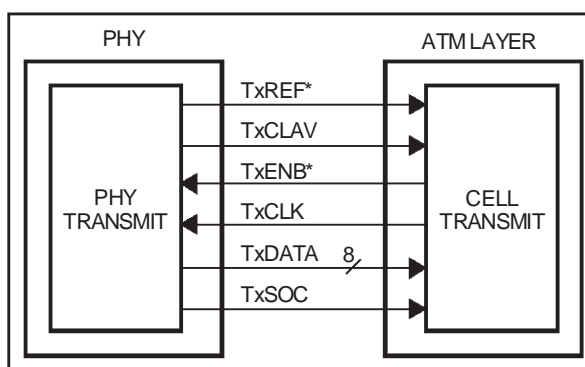 PHY
ATM LAYER
TxREF*
TxCLAV
TxENB*
PHY
TRANSMIT
CELL
TRANSMIT
TxCLK
TxDATA 8
TxSOC